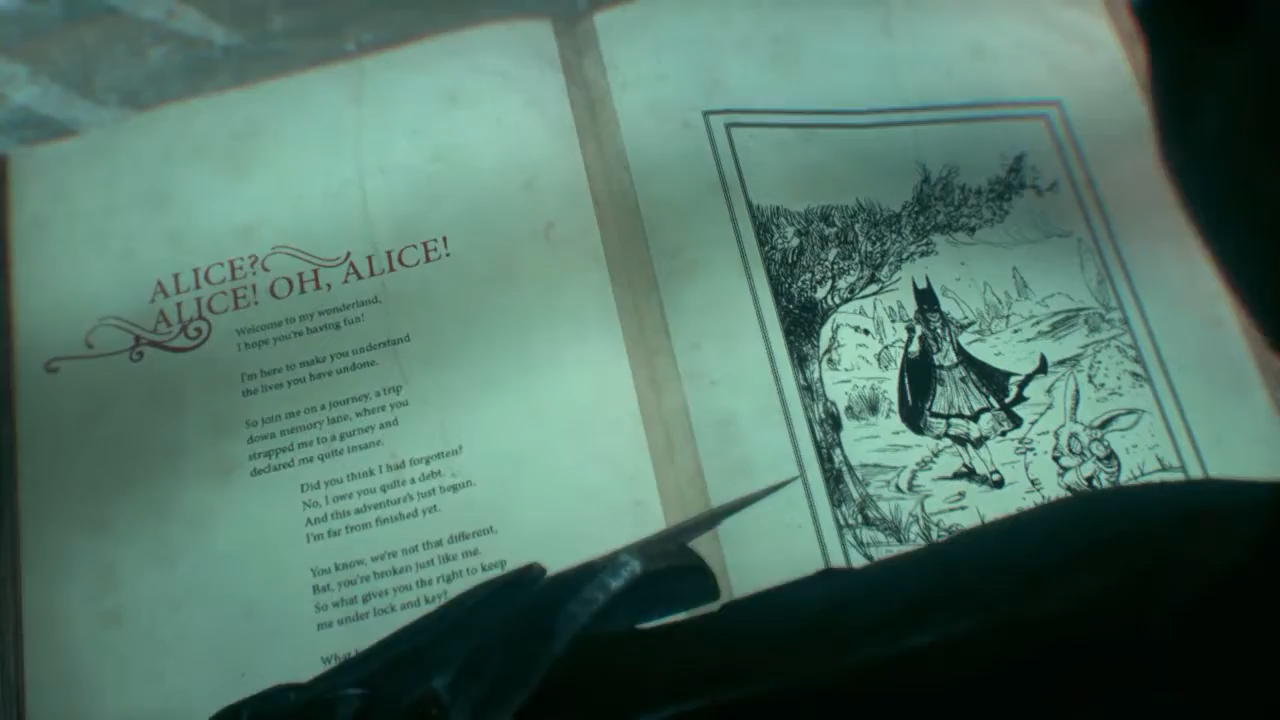 ALICE?
ALICE! OH, ALICE!
Welcome to my wonderland,
I hope you're having fun!
I'm here to make you understand
the lives you have undone.
So join me on a journey, a trip
down memory lane, where you
strapped me to a gurney and
declared me quite insane.
Did you think I had forgotten?
No, I owe you quite a debt.
And this adventure's just begun.
I'm far from finished yet.
You know, we're not that different,
Bat, you're broken just like me.
So what gives you the right to keep
me under lock and key?